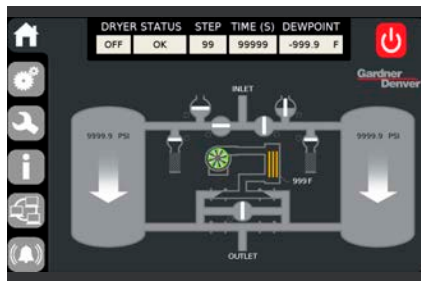 DRYER STATUS STEP TIME (S) DEWPOINT
OFF OK 99 99999 -999.9 F
Gardner
Denver
INLET
9999.9 PSI
9999.9 PSI
999 F
OUTLET